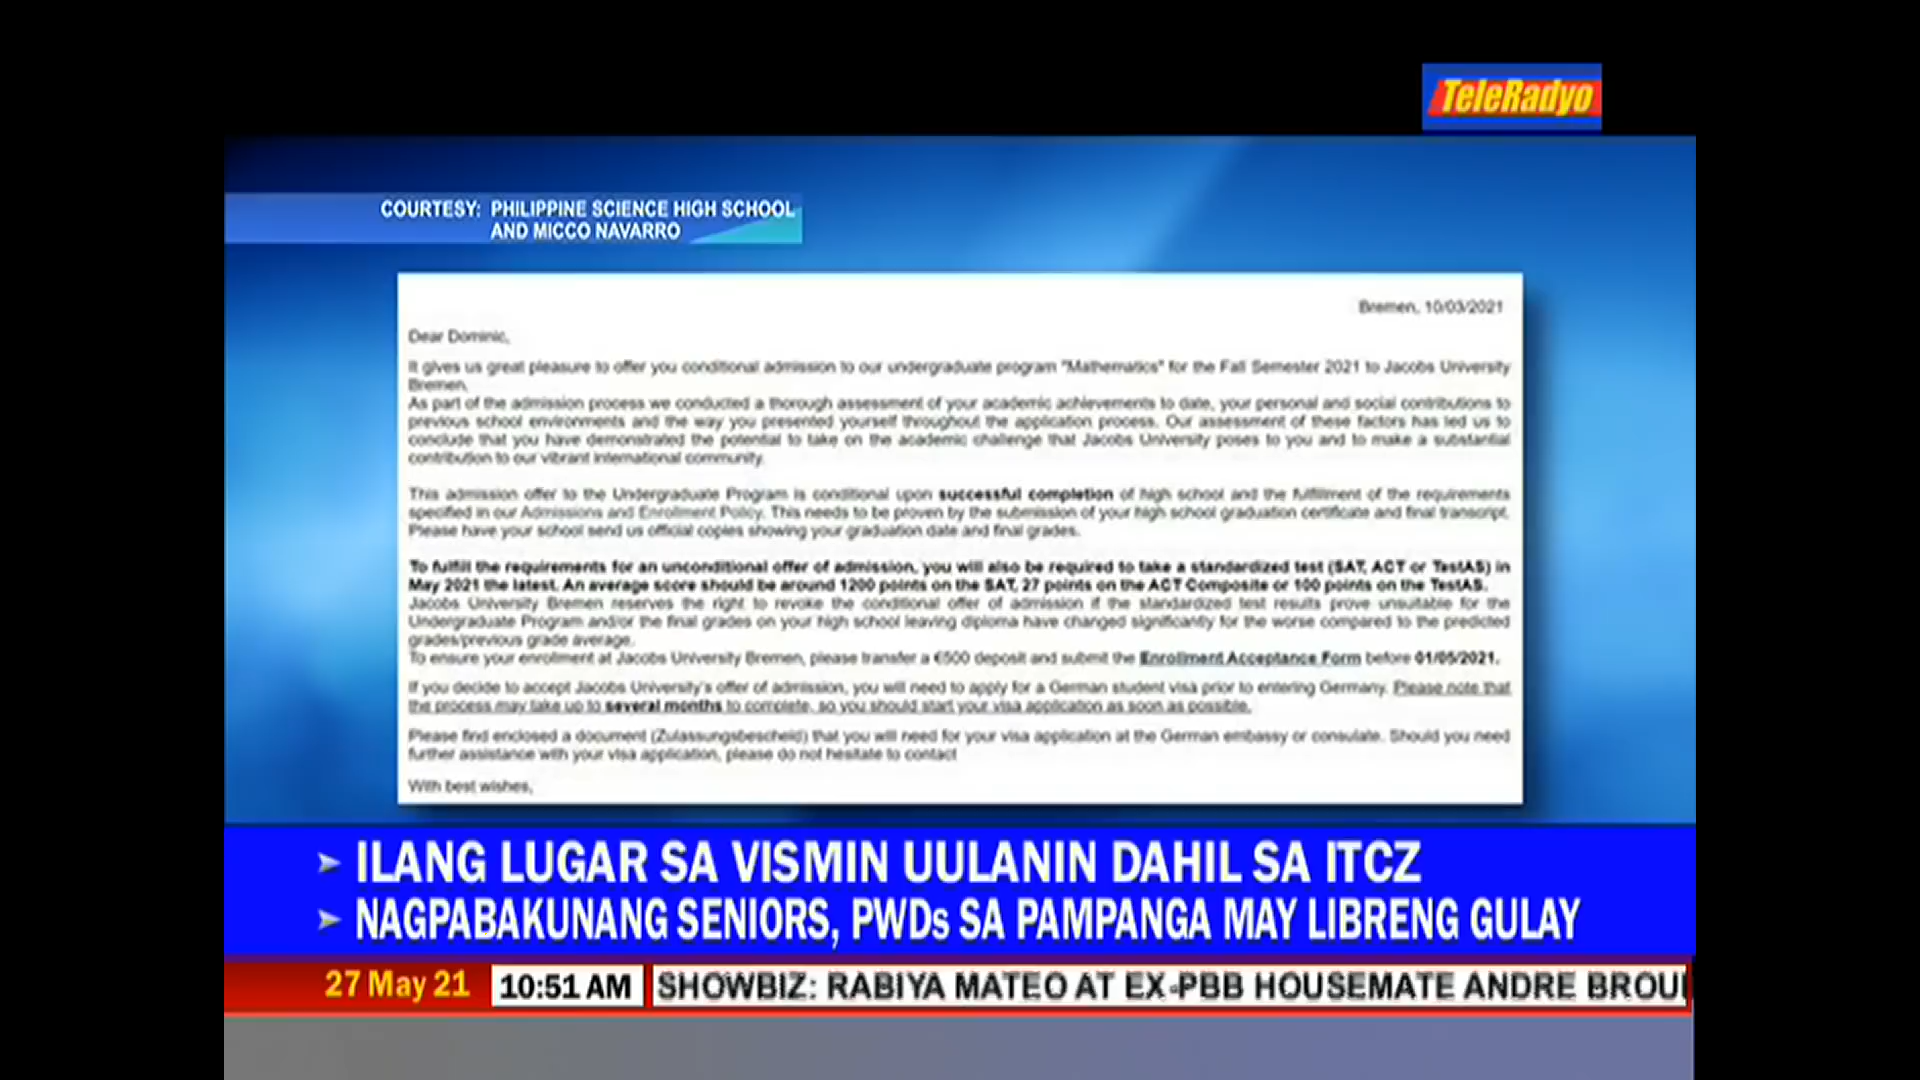 TeleRadyo
COURTESY: PHILIPPINE SCIENCE HIGH SCHOOL
AND MICCO NAVARRO
Bremen, 10/03/2021
Dear Dominic,
It gives us great pleasure to offer you conditional admission to our undergraduate program "Mathematics" for the Fall Semester 2021 to Jacobs University
Bremen.
As part of the admission process we conducted a thorough assessment of your academic achievements to date, your personal and social contributions to
previous school environments and the way you presented yourself throughout the application process. Our assessment of these factors has led us to
conclude that you have demonstrated the potential to take on the academic challenge that Jacobs University poses to you and to make a substantial
contribution to our vibrant international community.
This admission offer to the Undergraduate Program is conditional upon successful completion of high school and the fulfillment of the requirements
specified in our Admissions and Enrollment Policy. This needs to be proven by the submission of your high school graduation certificate and final transcript.
Please have your school send us official copies showing your graduation date and final grades.
To fulfill the requirements for an unconditional offer of admission, you will also be required to take a standardized test (SAT, ACT or TestAS) in
May 2021 the latest. An average score should be around 1200 points on the SAT, 27 points on the ACT Composite or 100 points on the TestAS.
Jacobs University Bremen reserves the right to revoke the conditional offer of admission if the standardized test results prove unsuitable for the
Undergraduate Program and/or the final grades on your high school leaving diploma have changed significantly for the worse compared to the predicted
grades/previous grade average.
To ensure your enrollment at Jacobs University Bremen, please transfer a €500 deposit and submit the Enrollment Acceptance Form before 01/05/2021.
If you decide to accept Jacobs University's offer of admission, you will need to apply for a German student visa prior to entering Germany. Please note that
the process may take up to several months to complete, so you should start your visa application as soon as possible.
Please find enclosed a document (Zulassungsbescheid) that you will need for your visa application at the German embassy or consulate. Should you need
further assistance with your visa application, please do not hesitate to contact
With best wishes,
➢ ILANG LUGAR SA VISMIN UULANIN DAHIL SA ITCZ
➢ NAGPABAKUNANG SENIORS, PWDs SA PAMPANGA MAY LIBRENG GULAY
27 May 21 10:51 AM SHOWBIZ: RABIYA MATEO AT EX-PBB HOUSEMATE ANDRE BROUI